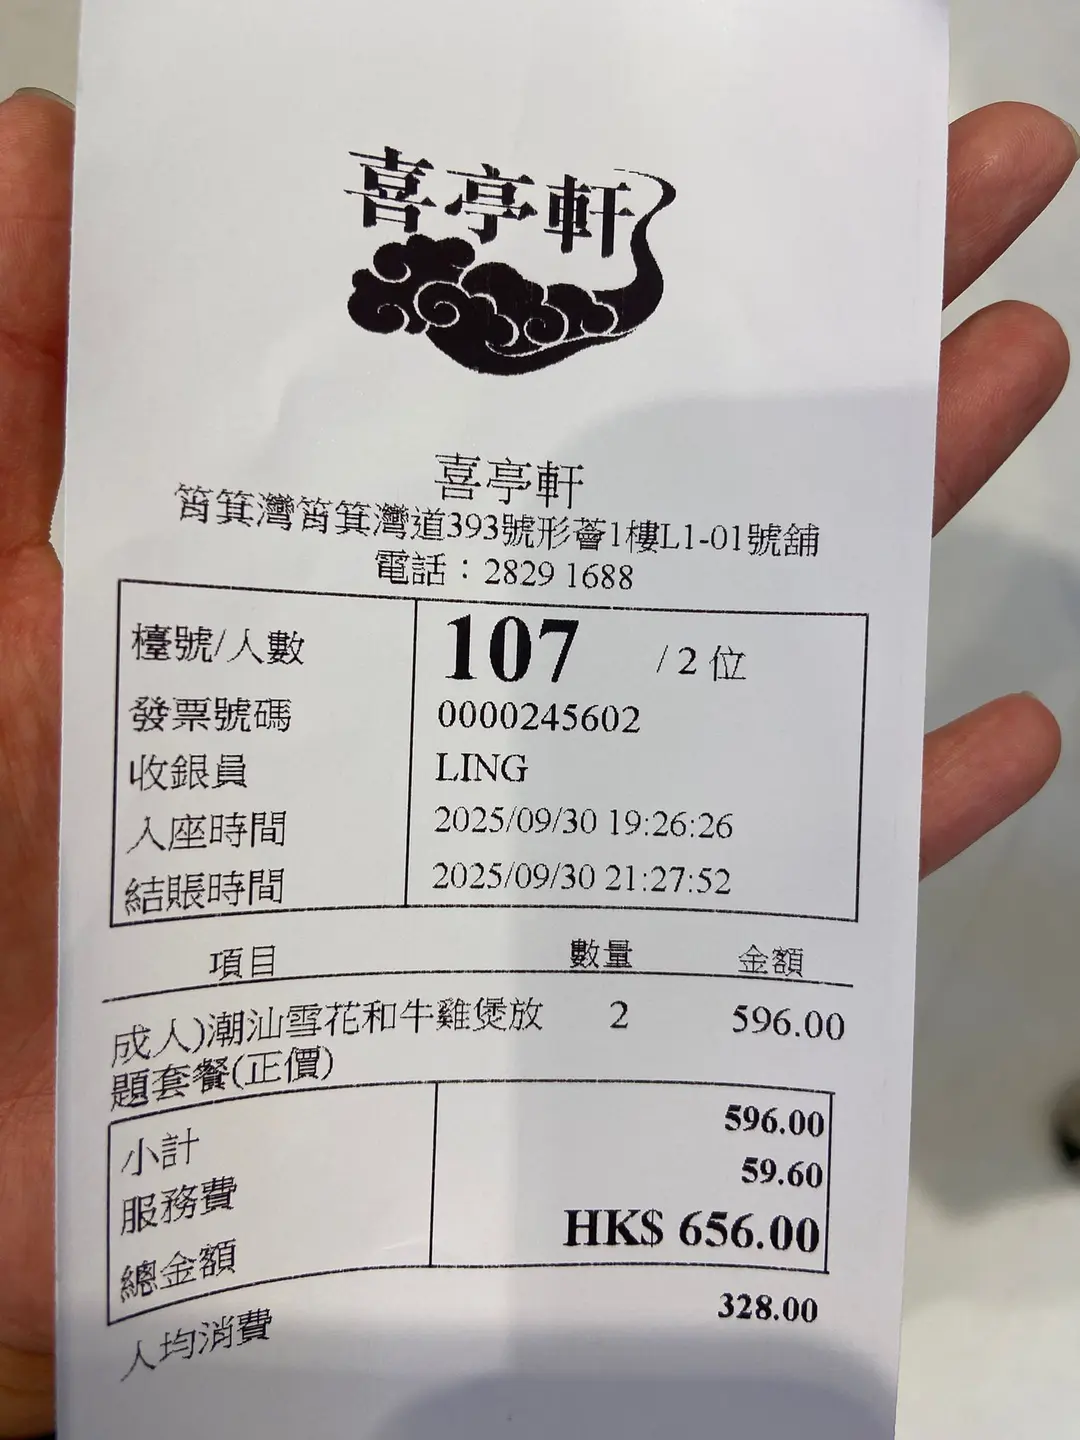 喜亭軒
喜亭軒
筲箕灣筲箕灣道393號形薈1樓L1-01號舖
電話：2829 1688
檯號/人數 107 / 2 位
發票號碼 0000245602
收銀員 LING
入座時間 2025/09/30 19:26:26
結賬時間 2025/09/30 21:27:52
項目 數量 金額
成人)潮汕雪花和牛雞煲放 2 596.00
題套餐(正價)
小計 596.00
服務費 59.60
總金額 HK$ 656.00
人均消費 328.00